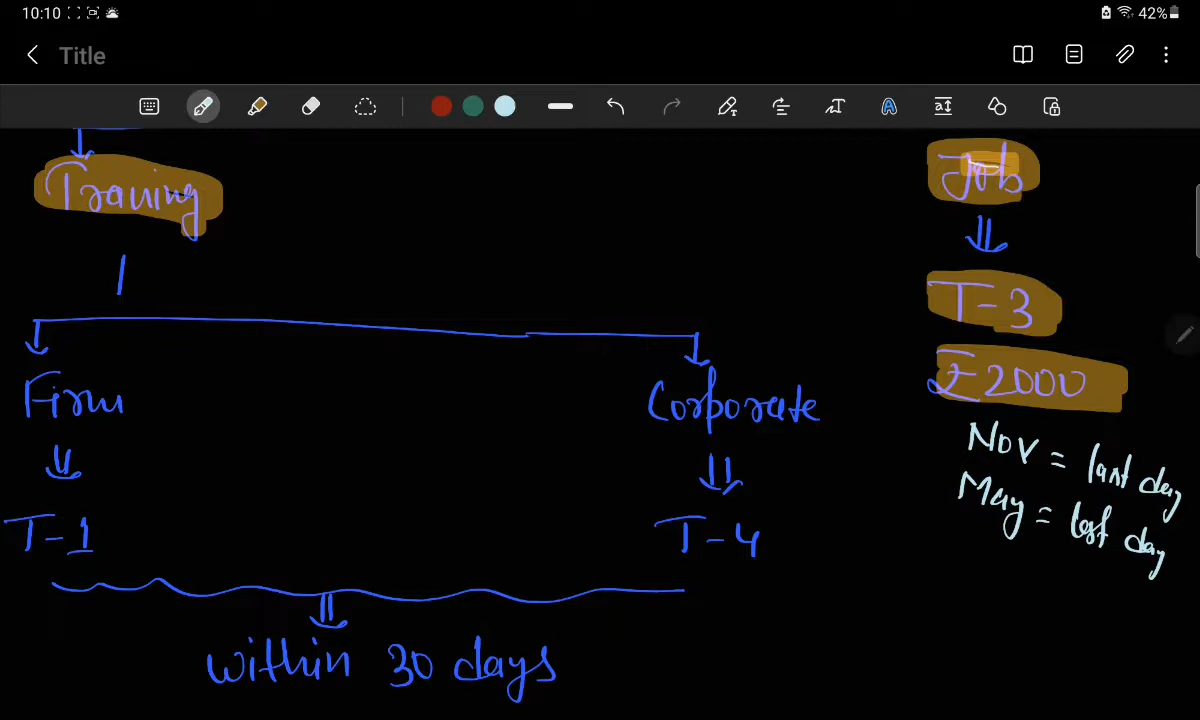 10:10
42%
Title
Traning
Job
T-3
₹2000
Firm
Corporate
Nov = last day
May = last day
T-1
T-4
within 30 days